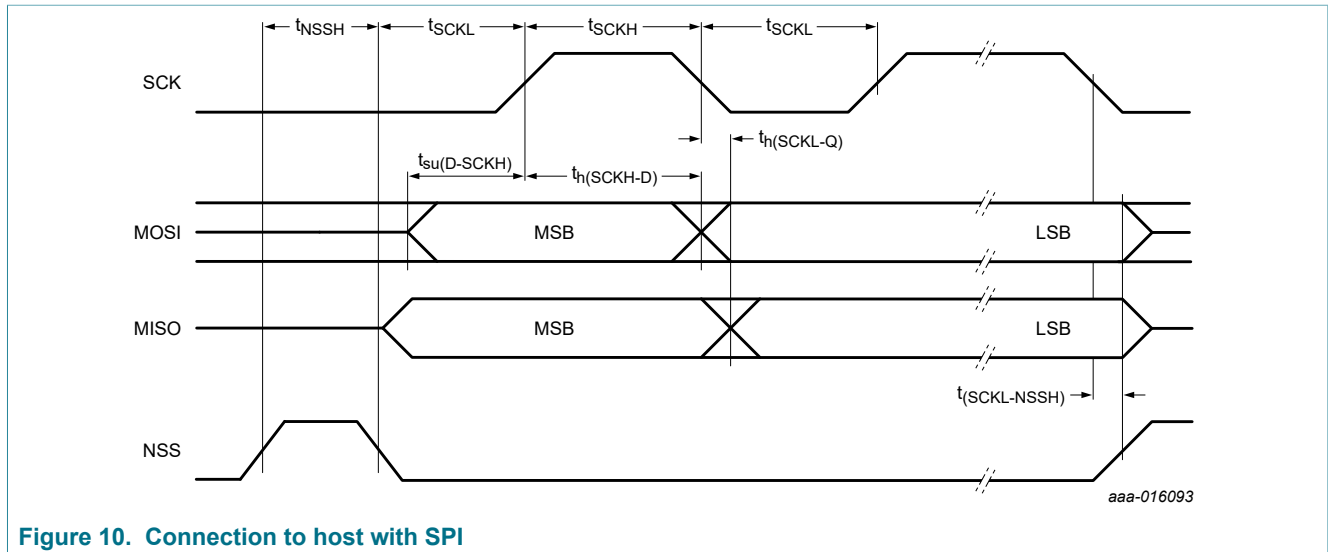 tNSSH tSCKL tSCKH tSCKL
SCK
th(SCKL-Q)
tsu(D-SCKH)
th(SCKH-D)
MOSI MSB LSB
MISO MSB LSB
t(SCKL-NSSH)
NSS
aaa-016093
Figure 10. Connection to host with SPI